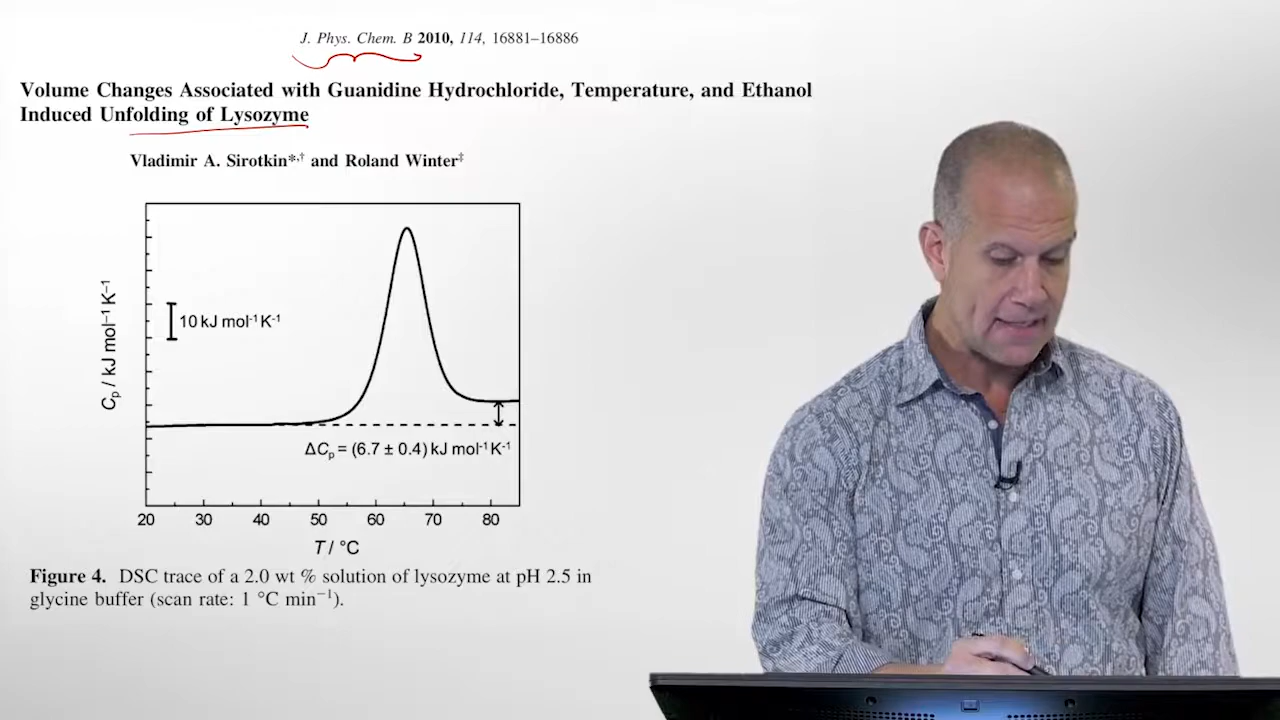 J. Phys. Chem. B 2010, 114, 16881–16886
Volume Changes Associated with Guanidine Hydrochloride, Temperature, and Ethanol
Induced Unfolding of Lysozyme
Vladimir A. Sirotkin*,† and Roland Winter‡
Cp / kJ mol⁻¹ K⁻¹
10 kJ mol⁻¹ K⁻¹
ΔCp = (6.7 ± 0.4) kJ mol⁻¹ K⁻¹
20 30 40 50 60 70 80
T / °C
Figure 4. DSC trace of a 2.0 wt % solution of lysozyme at pH 2.5 in
glycine buffer (scan rate: 1 °C min⁻¹).